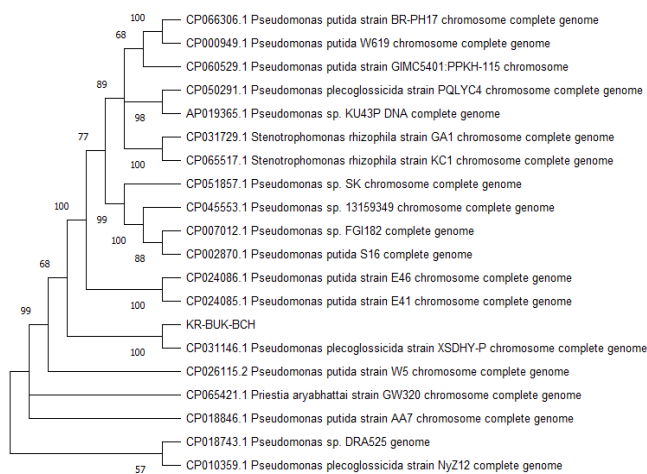 100
CP066306.1 Pseudomonas putida strain BR-PH17 chromosome complete genome
68
CP000949.1 Pseudomonas putida W619 chromosome complete genome
CP060529.1 Pseudomonas putida strain GIMC5401:PPKH-115 chromosome
89
CP050291.1 Pseudomonas plecoglossicida strain PQLYC4 chromosome complete genome
98
AP019365.1 Pseudomonas sp. KU43P DNA complete genome
77
CP031729.1 Stenotrophomonas rhizophila strain GA1 chromosome complete genome
100
CP065517.1 Stenotrophomonas rhizophila strain KC1 chromosome complete genome
CP051857.1 Pseudomonas sp. SK chromosome complete genome
100
99
CP045553.1 Pseudomonas sp. 13159349 chromosome complete genome
100
CP007012.1 Pseudomonas sp. FGI182 complete genome
88
CP002870.1 Pseudomonas putida S16 complete genome
68
CP024086.1 Pseudomonas putida strain E46 chromosome complete genome
100
CP024085.1 Pseudomonas putida strain E41 chromosome complete genome
99
KR-BUK-BCH
100
CP031146.1 Pseudomonas plecoglossicida strain XSDHY-P chromosome complete genome
CP026115.2 Pseudomonas putida strain W5 chromosome complete genome
CP065421.1 Priestia aryabhattai strain GW320 chromosome complete genome
CP018846.1 Pseudomonas putida strain AA7 chromosome complete genome
CP018743.1 Pseudomonas sp. DRA525 genome
57
CP010359.1 Pseudomonas plecoglossicida strain NyZ12 complete genome